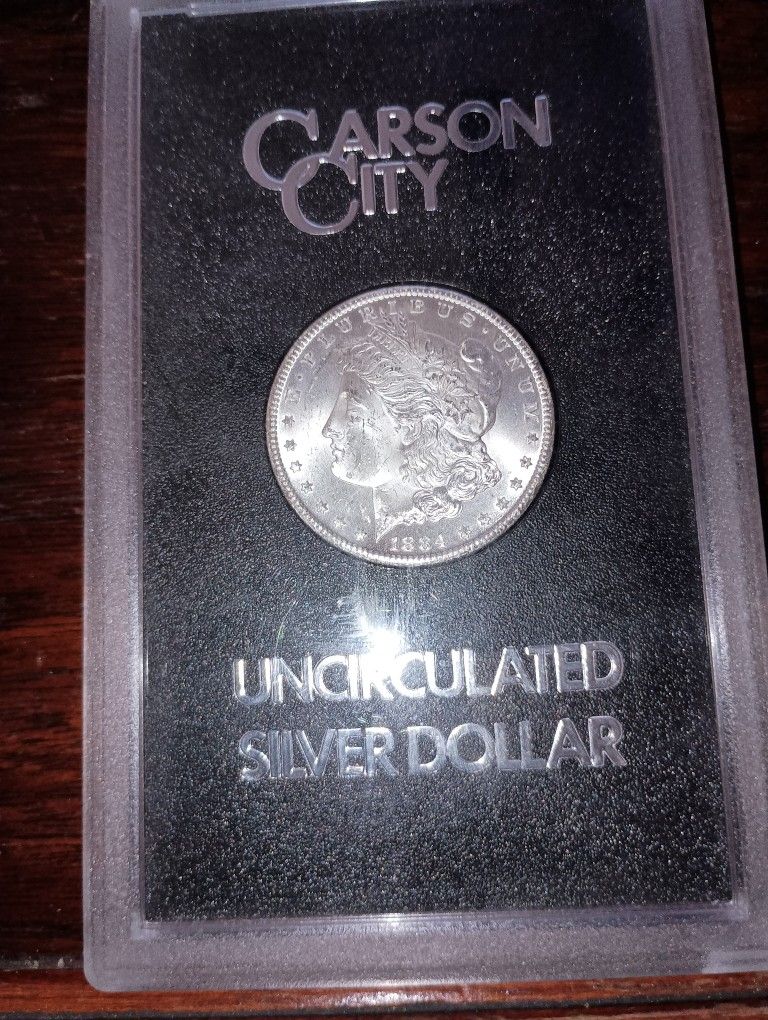 CARSON
CITY
E · PLURIBUS · UNUM
1884
UNCIRCULATED
SILVER DOLLAR